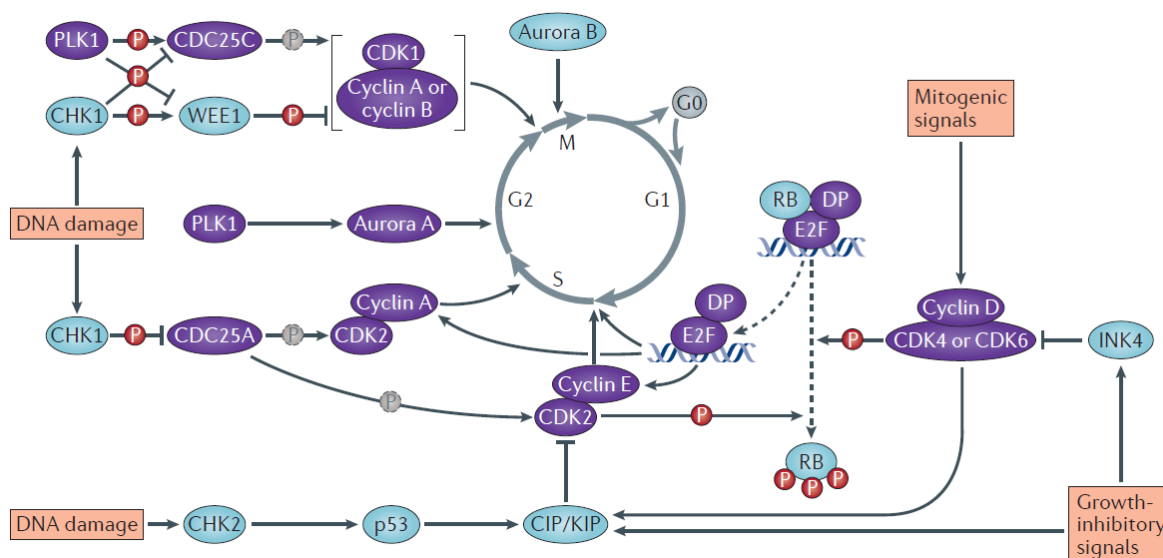 PLK1
P
CDC25C
P
P
CHK1
P
WEE1
P
CDK1
Cyclin A or
cyclin B
Aurora B
G0
M
G2
G1
S
Mitogenic
signals
DNA damage
PLK1
Aurora A
RB
DP
E2F
CHK1
P
CDC25A
P
CDK2
Cyclin A
DP
E2F
P
Cyclin D
CDK4 or CDK6
INK4
P
Cyclin E
CDK2
P
RB
P
P
P
DNA damage
CHK2
p53
CIP/KIP
Growth-
inhibitory
signals